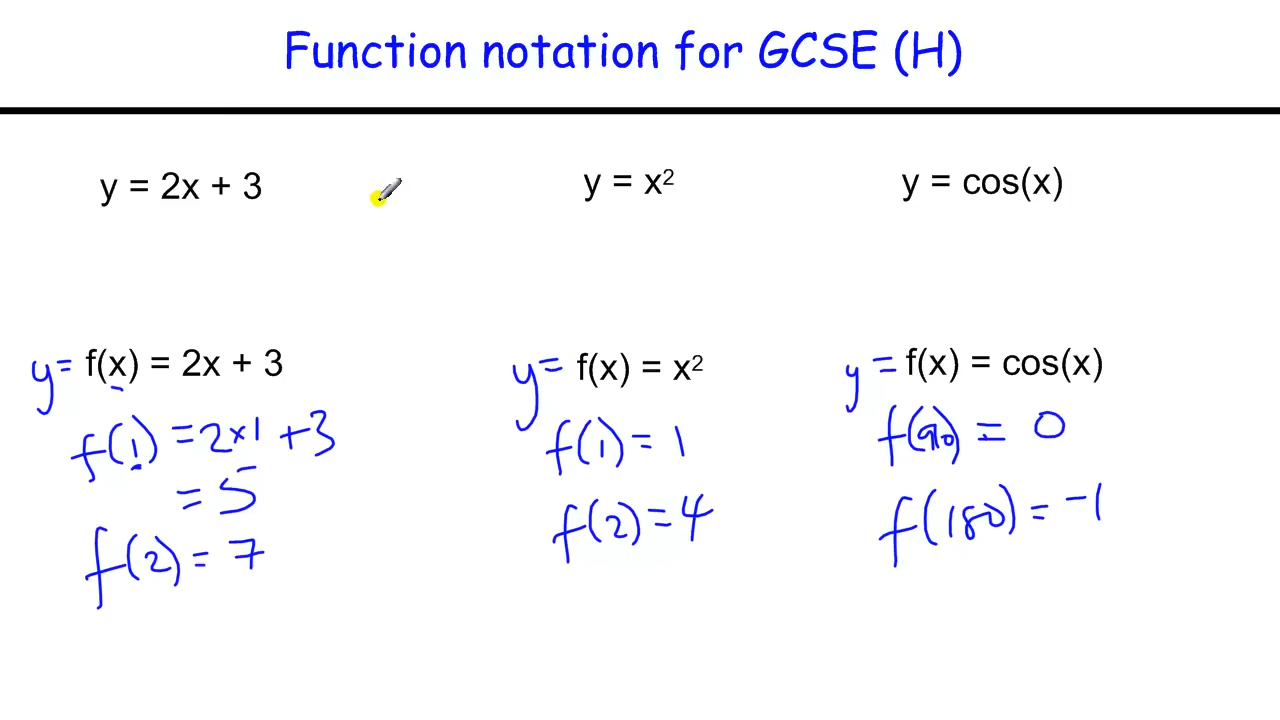 Function notation for GCSE (H)
y = 2x + 3
y = x²
y = cos(x)
y= f(x) = 2x + 3
f(1) = 2×1 +3
= 5
f(2) = 7
y= f(x) = x²
f(1) = 1
f(2) = 4
y = f(x) = cos(x)
f(90) = 0
f(180) = -1